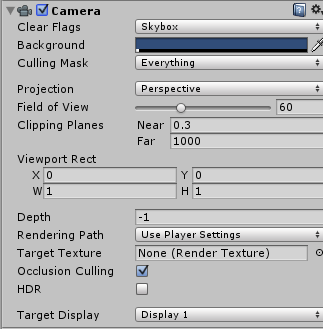 Camera
Clear Flags Skybox
Background
Culling Mask Everything
Projection Perspective
Field of View 60
Clipping Planes Near 0.3
Far 1000
Viewport Rect
X 0 Y 0
W 1 H 1
Depth -1
Rendering Path Use Player Settings
Target Texture None (Render Texture)
Occlusion Culling
HDR
Target Display Display 1